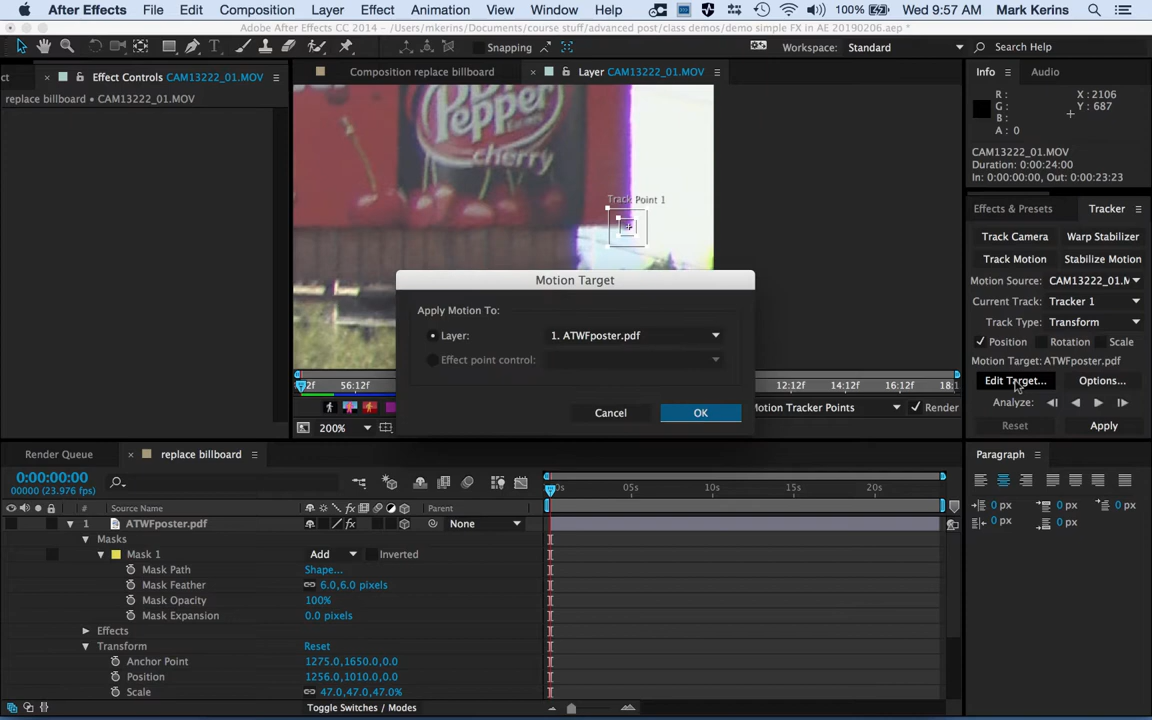 After Effects File Edit Composition Layer Effect Animation View Window Help 100% Wed 9:57 AM Mark Kerins
Adobe After Effects CC 2014 - /Users/mkerins/Documents/course stuff/advanced post/class demos/demo simple FX in AE 20190206.aep *
Snapping Workspace: Standard Search Help
ct × Effect Controls CAM13222_01.MOV
Composition replace billboard × Layer CAM13222_01.MOV
Info Audio
replace billboard • CAM13222_01.MOV
R : X : 2106
G : Y : 687
B :
A : 0
CAM13222_01.MOV
Duration: 0:00:24:00
In: 0:00:00:00, Out: 0:00:23:23
Dr Pepper
cherry
Track Point 1
Effects & Presets Tracker
Track Camera Warp Stabilizer
Track Motion Stabilize Motion
Motion Source: CAM13222_01.M
Current Track: Tracker 1
Track Type: Transform
Position Rotation Scale
Motion Target: ATWFposter.pdf
Edit Target... Options...
Analyze:
Reset Apply
Motion Target
Apply Motion To:
Layer: 1. ATWFposter.pdf
Effect point control:
Cancel OK
:12f 56:12f 12:12f 15:00f 18:1
Motion Tracker Points Render
200%
Render Queue × replace billboard
Paragraph
0:00:00:00
00000 (23.976 fps)
0s 05s 10s 15s 20s
# Source Name Parent
1 ATWFposter.pdf None
Masks
Mask 1 Add Inverted
Mask Path Shape...
Mask Feather 6.0,6.0 pixels
Mask Opacity 100%
Mask Expansion 0.0 pixels
Effects
Transform Reset
Anchor Point 1275.0,1650.0,0.0
Position 1256.0,1010.0,0.0
Scale 47.0,47.0,47.0%
Toggle Switches / Modes
0 px 0 px
0 px 0 px
0 px